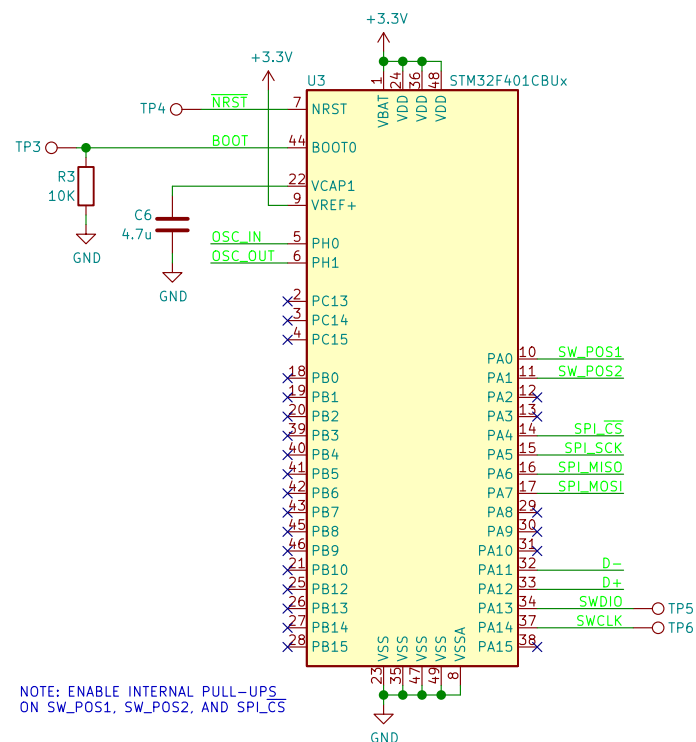 +3.3V
+3.3V
U3
STM32F401CBUx
1 24 36 48
VBAT VDD VDD VDD
TP4 NRST 7 NRST
TP3 BOOT 44 BOOT0
R3
10K
GND
22 VCAP1
9 VREF+
C6
4.7u
GND
OSC_IN 5 PH0
OSC_OUT 6 PH1
2 PC13
3 PC14
4 PC15
PA0 10 SW_POS1
18 PB0 PA1 11 SW_POS2
19 PB1 PA2 12
20 PB2 PA3 13
39 PB3 PA4 14 SPI_CS
40 PB4 PA5 15 SPI_SCK
41 PB5 PA6 16 SPI_MISO
42 PB6 PA7 17 SPI_MOSI
43 PB7 PA8 29
45 PB8 PA9 30
46 PB9 PA10 31
21 PB10 PA11 32 D-
25 PB12 PA12 33 D+
26 PB13 PA13 34 SWDIO TP5
27 PB14 PA14 37 SWCLK TP6
28 PB15 PA15 38
VSS VSS VSS VSS VSSA
23 35 47 49 8
GND
NOTE: ENABLE INTERNAL PULL-UPS
ON SW_POS1, SW_POS2, AND SPI_CS